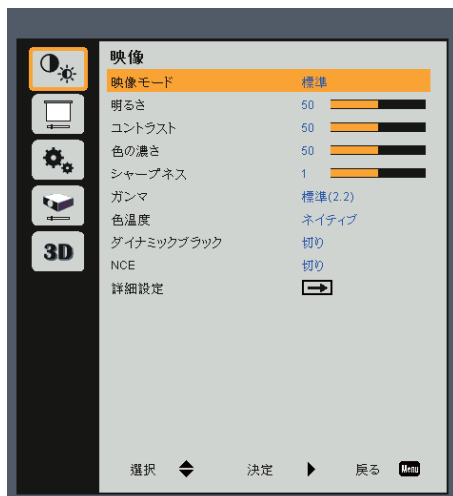 映像
映像モード 標準
明るさ 50
コントラスト 50
色の濃さ 50
シャープネス 1
ガンマ 標準(2.2)
色温度 ネイティブ
ダイナミックブラック 切り
NCE 切り
詳細設定
3D
選択 決定 戻る Menu